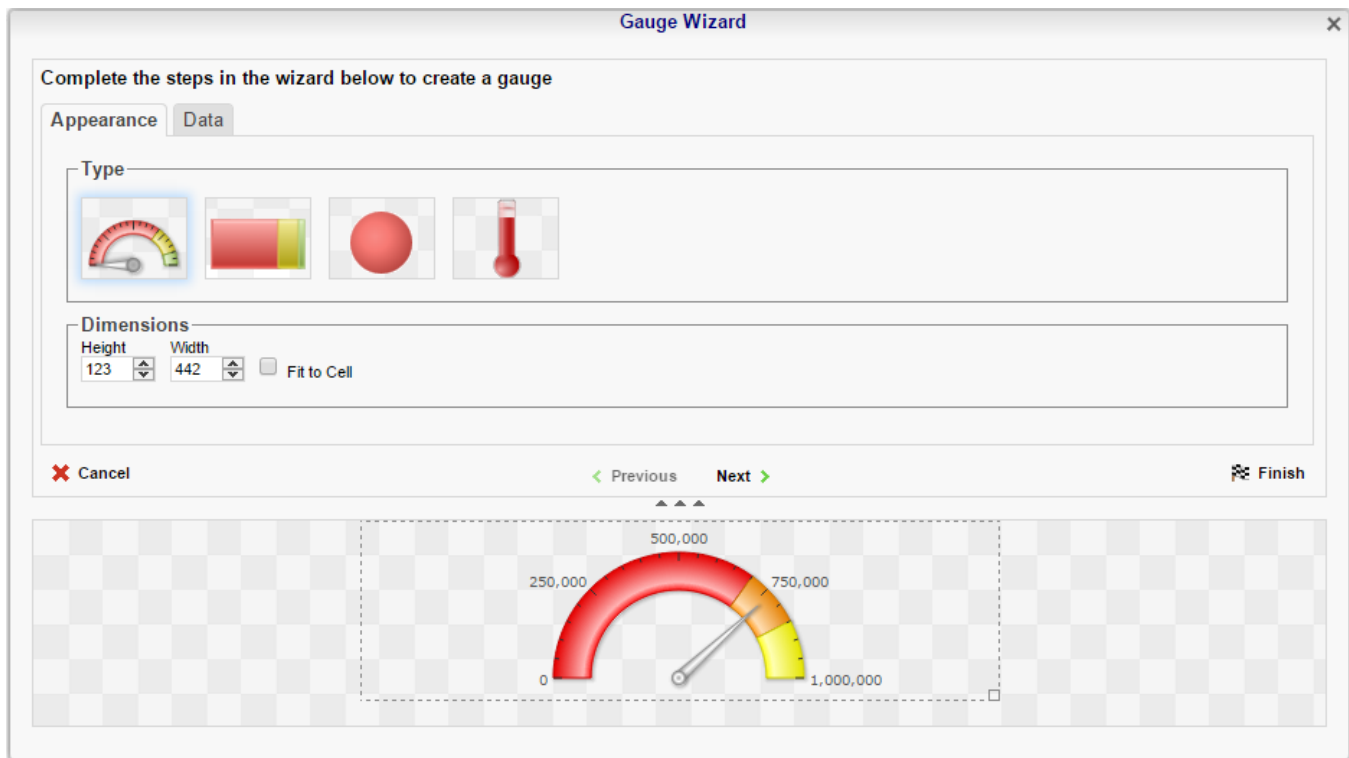 Gauge Wizard
Complete the steps in the wizard below to create a gauge
Appearance Data
Type
Dimensions
Height Width
123 442 Fit to Cell
Cancel Previous Next Finish
500,000
250,000 750,000
0 1,000,000